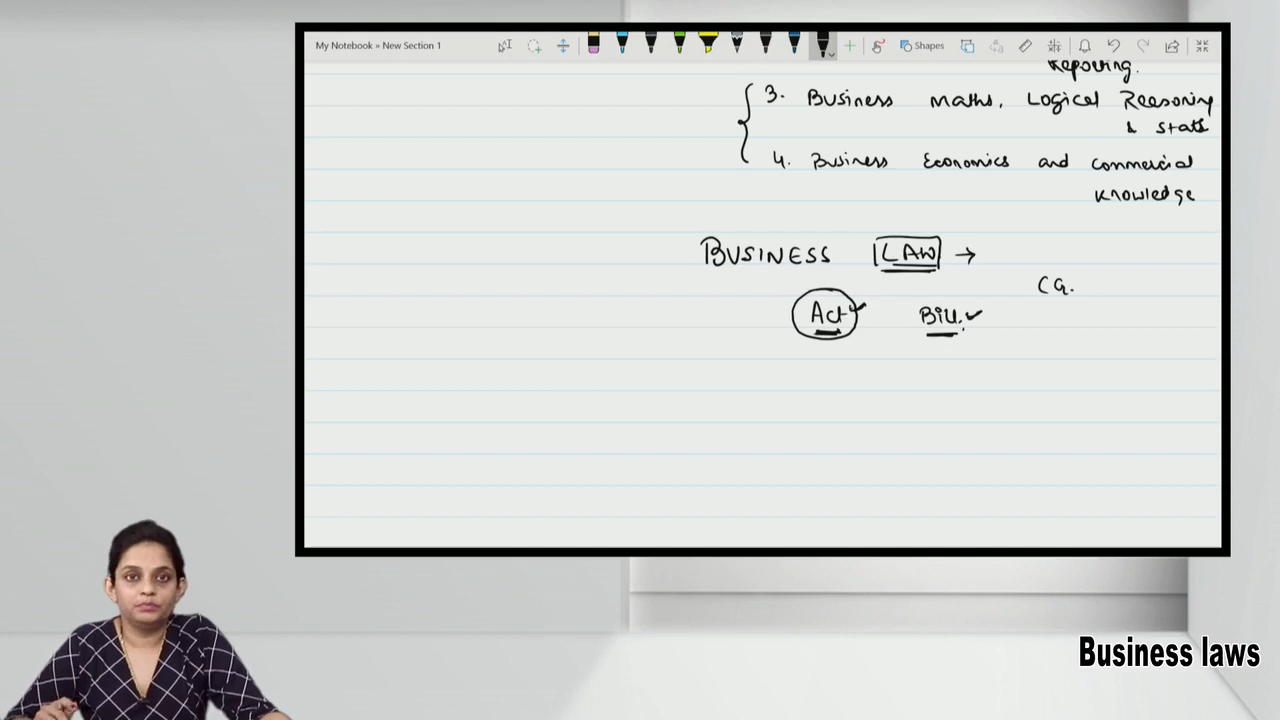 My Notebook » New Section 1
Shapes
Reporting.
3. Business maths, Logical Reasoning
& Stats
4. Business Economics and commercial
knowledge
BUSINESS LAW →
CG.
Act ✓ Bill. ✓
Business laws